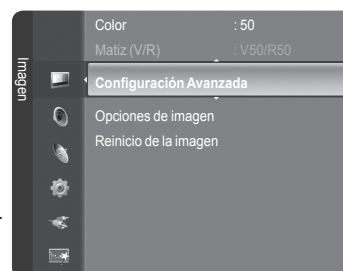 Imagen
Color : 50
Matiz (V/R) : V50/R50
Configuración Avanzada
Opciones de imagen
Reinicio de la imagen